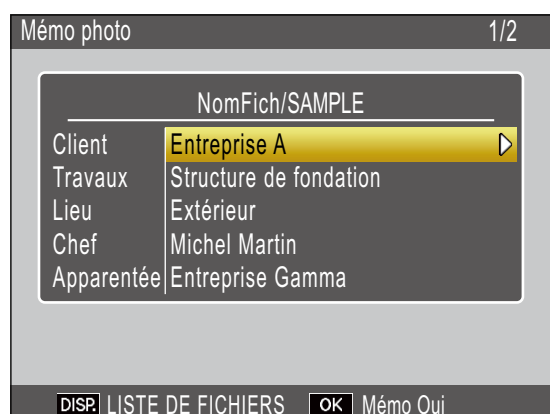 Mémo photo 1/2
NomFich/SAMPLE
Client Entreprise A
Travaux Structure de fondation
Lieu Extérieur
Chef Michel Martin
Apparentée Entreprise Gamma
DISP. LISTE DE FICHIERS OK Mémo Oui